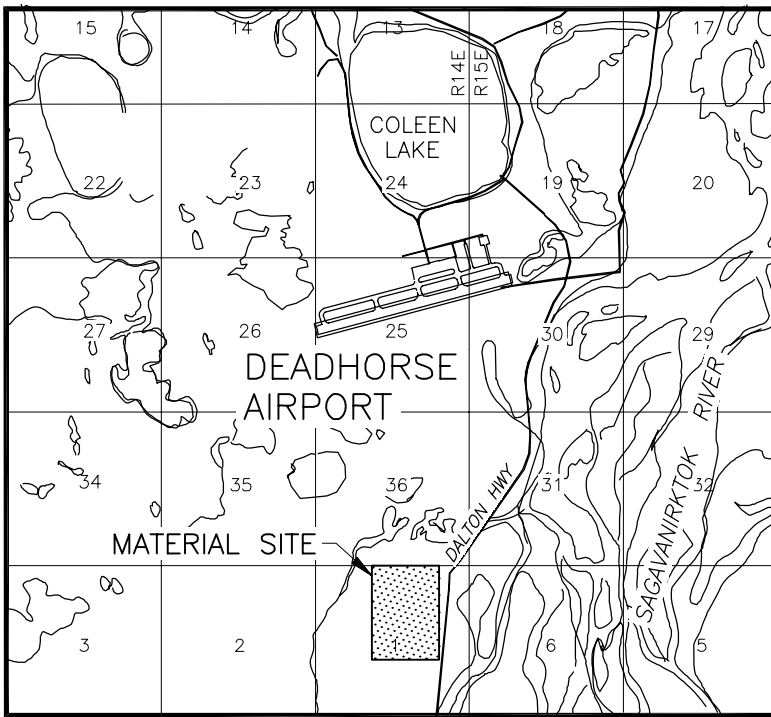 15 14 13 18 17
R14E
R15E
COLEEN
LAKE
22 23 24 19 20
27 26 25 30 29
DEADHORSE
AIRPORT
34 35 36 31 32
DALTON HWY
SAGAVANIRKTOK RIVER
MATERIAL SITE
3 2 1 6 5